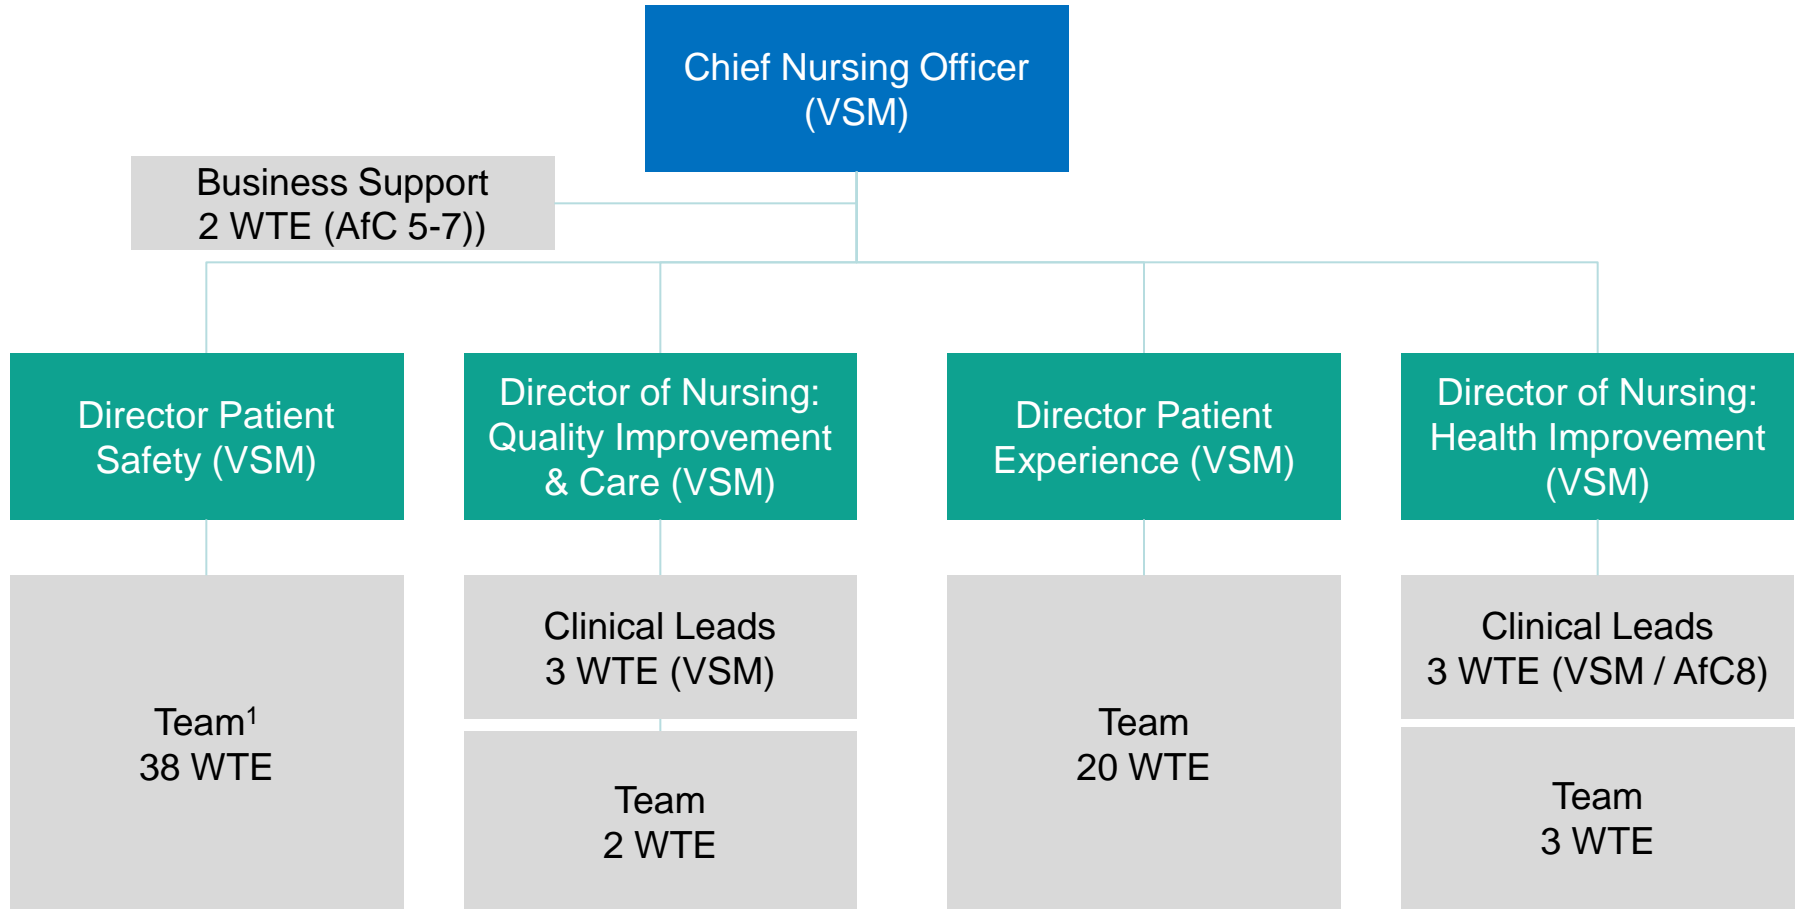 Chief Nursing Officer
(VSM)
Business Support
2 WTE (AfC 5-7))
Director Patient
Safety (VSM)
Director of Nursing:
Quality Improvement
& Care (VSM)
Director Patient
Experience (VSM)
Director of Nursing:
Health Improvement
(VSM)
Team¹
38 WTE
Clinical Leads
3 WTE (VSM)
Team
2 WTE
Team
20 WTE
Clinical Leads
3 WTE (VSM / AfC8)
Team
3 WTE